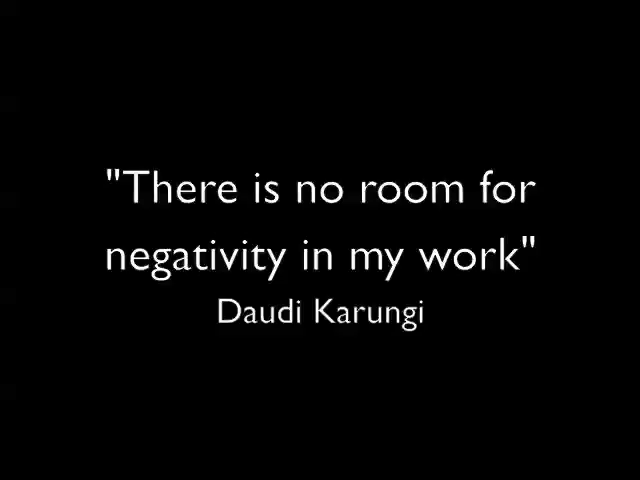 "There is no room for
negativity in my work"
Daudi Karungi